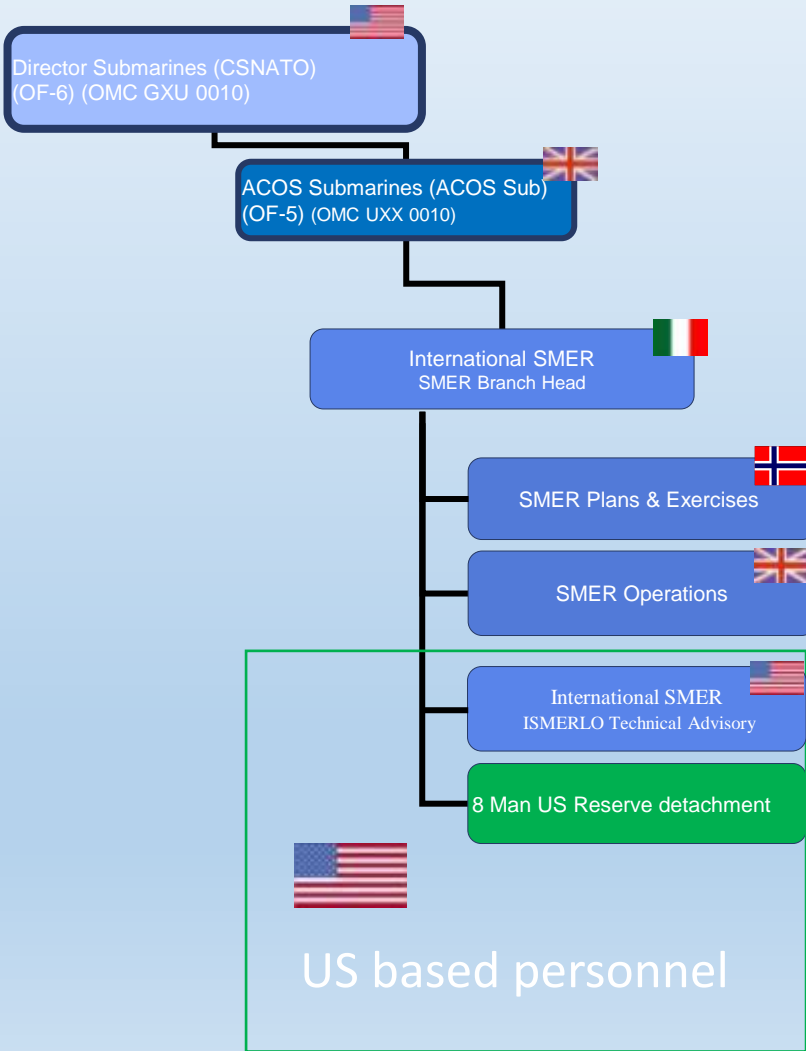 Director Submarines (CSNATO)
(OF-6) (OMC GXU 0010)
ACOS Submarines (ACOS Sub)
(OF-5) (OMC UXX 0010)
International SMER
SMER Branch Head
SMER Plans & Exercises
SMER Operations
International SMER
ISMERLO Technical Advisory
8 Man US Reserve detachment
US based personnel